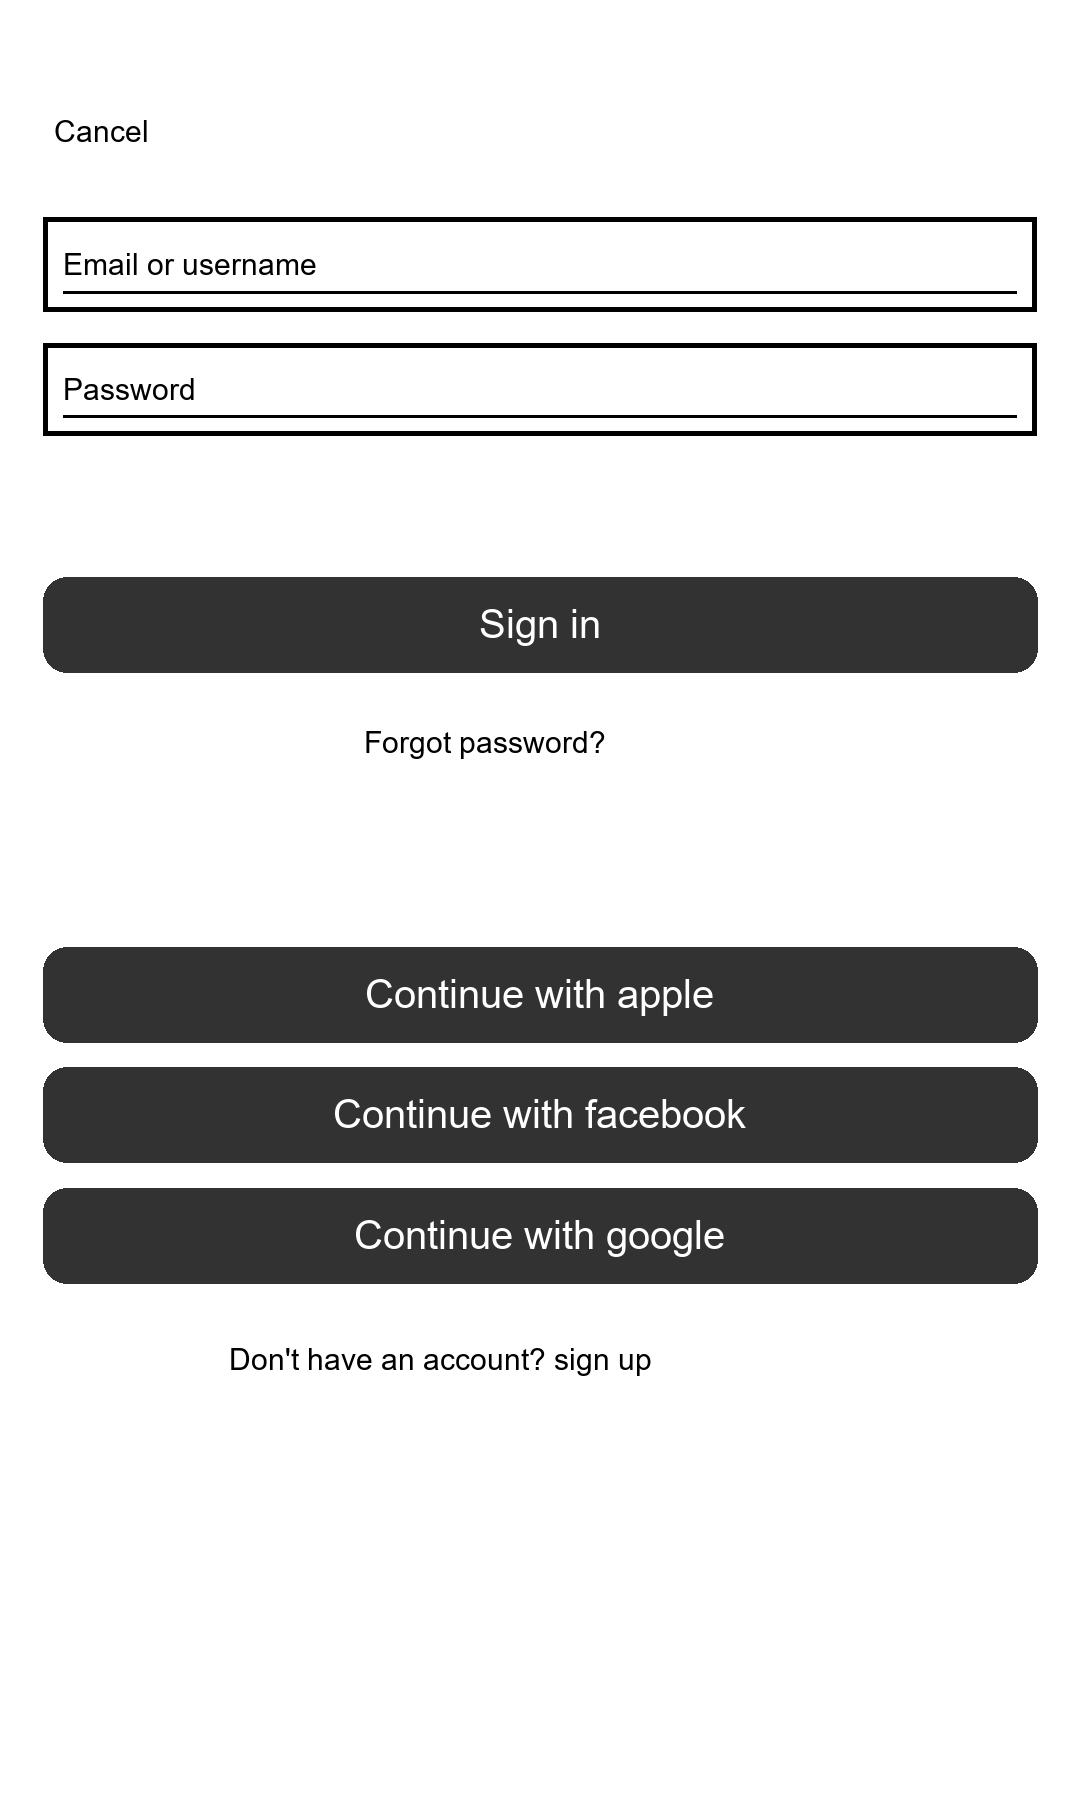 Cancel
Email or username
Password
Sign in
Forgot password?
Continue with apple
Continue with facebook
Continue with google
Don't have an account? sign up